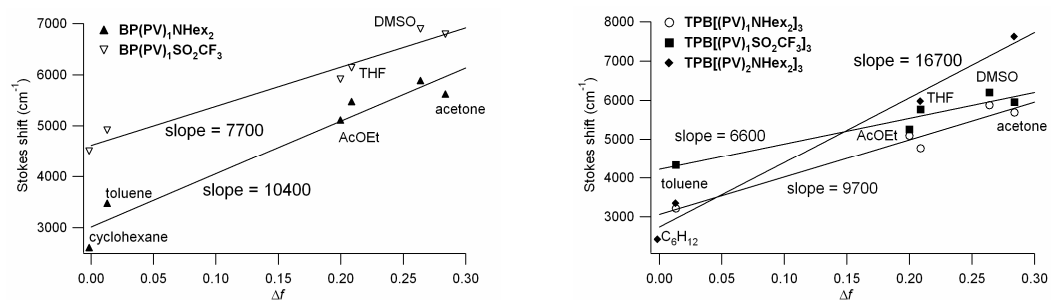 7000
6000
5000
4000
3000
Stokes shift (cm⁻¹)
BP(PV)₁NHex₂
BP(PV)₁SO₂CF₃
DMSO
THF
acetone
AcOEt
slope = 7700
slope = 10400
toluene
cyclohexane
0.00 0.05 0.10 0.15 0.20 0.25 0.30
Δf
8000
7000
6000
5000
4000
3000
Stokes shift (cm⁻¹)
TPB[(PV)₁NHex₂]₃
TPB[(PV)₁SO₂CF₃]₃
TPB[(PV)₂NHex₂]₃
slope = 16700
DMSO
THF
AcOEt
acetone
slope = 6600
toluene
slope = 9700
C₆H₁₂
0.00 0.05 0.10 0.15 0.20 0.25 0.30
Δf